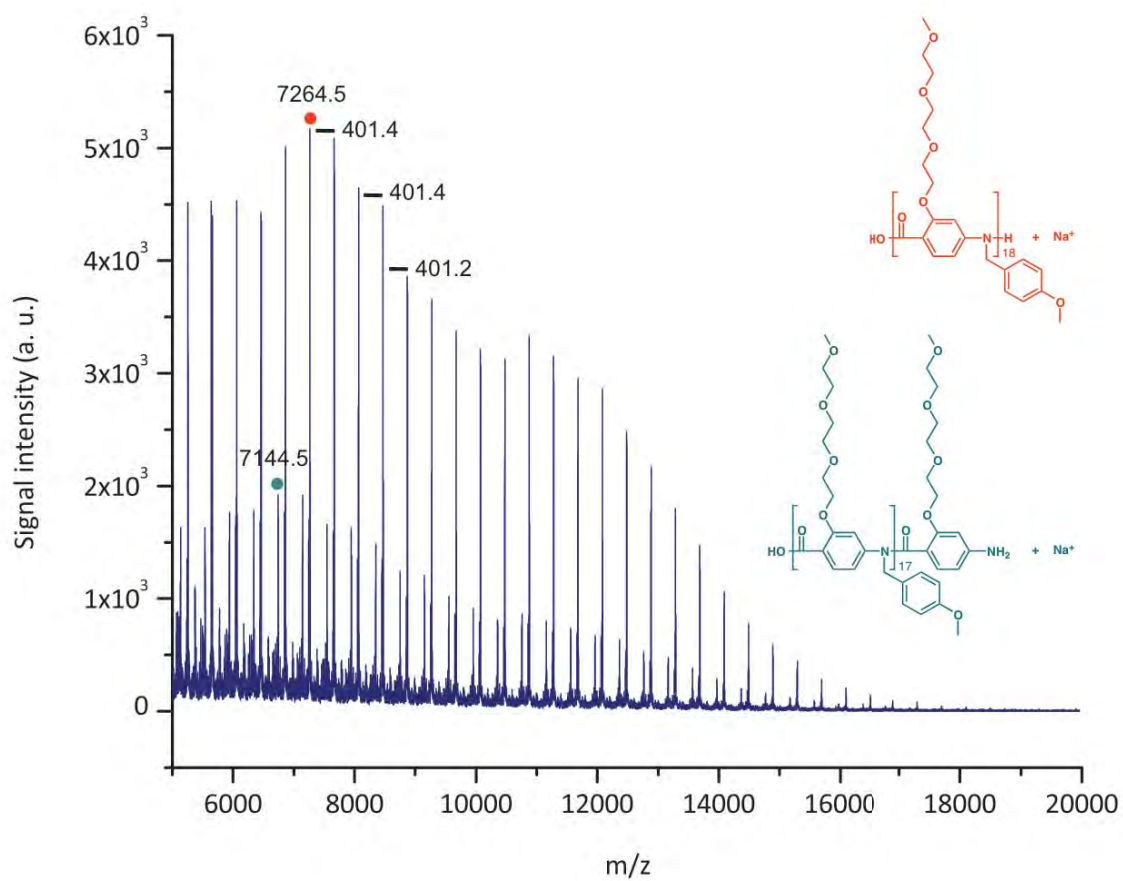 6x10³
5x10³
4x10³
3x10³
2x10³
1x10³
0
Signal intensity (a. u.)
7264.5
401.4
401.4
401.2
7144.5
6000 8000 10000 12000 14000 16000 18000 20000
m/z
O
O
O
O
O
HO
N
H
18
O
+ Na⁺
O
O
O
O
O
O
O
O
O
O
HO
N
17
O
NH₂
+ Na⁺